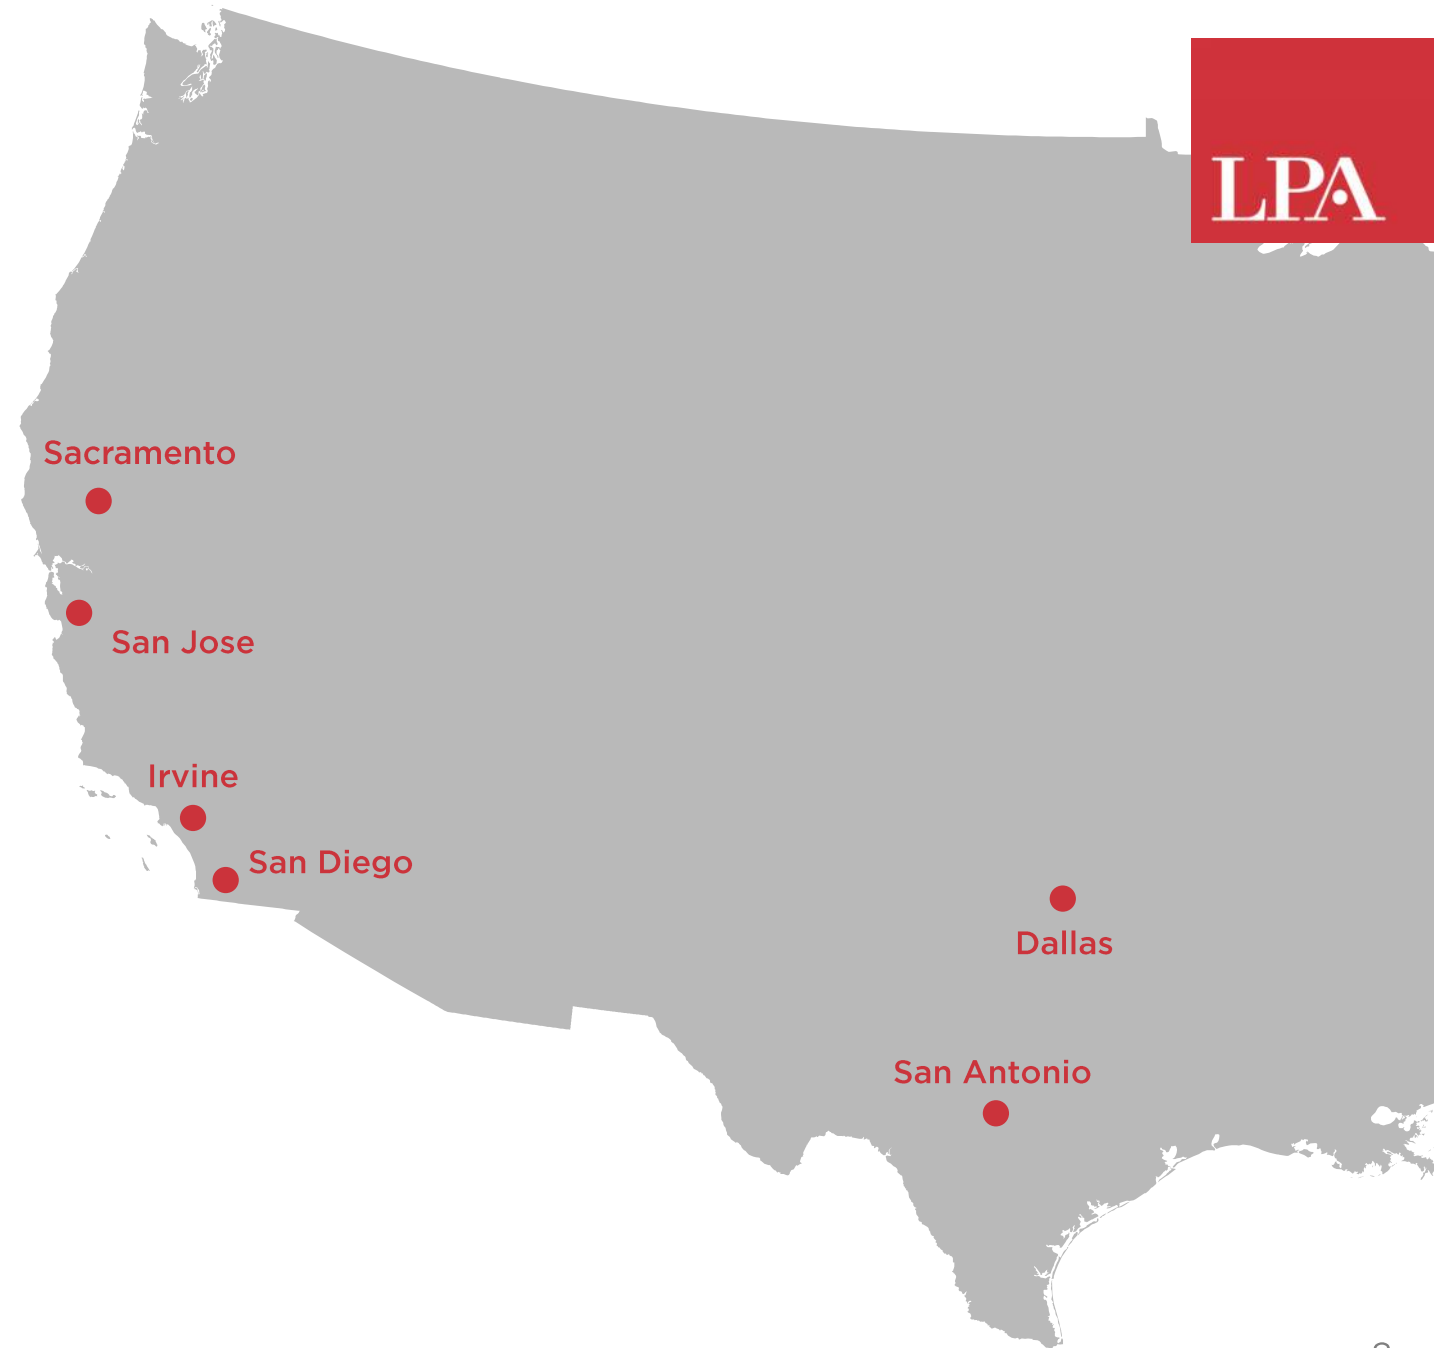 LPA
Sacramento
San Jose
Irvine
San Diego
Dallas
San Antonio